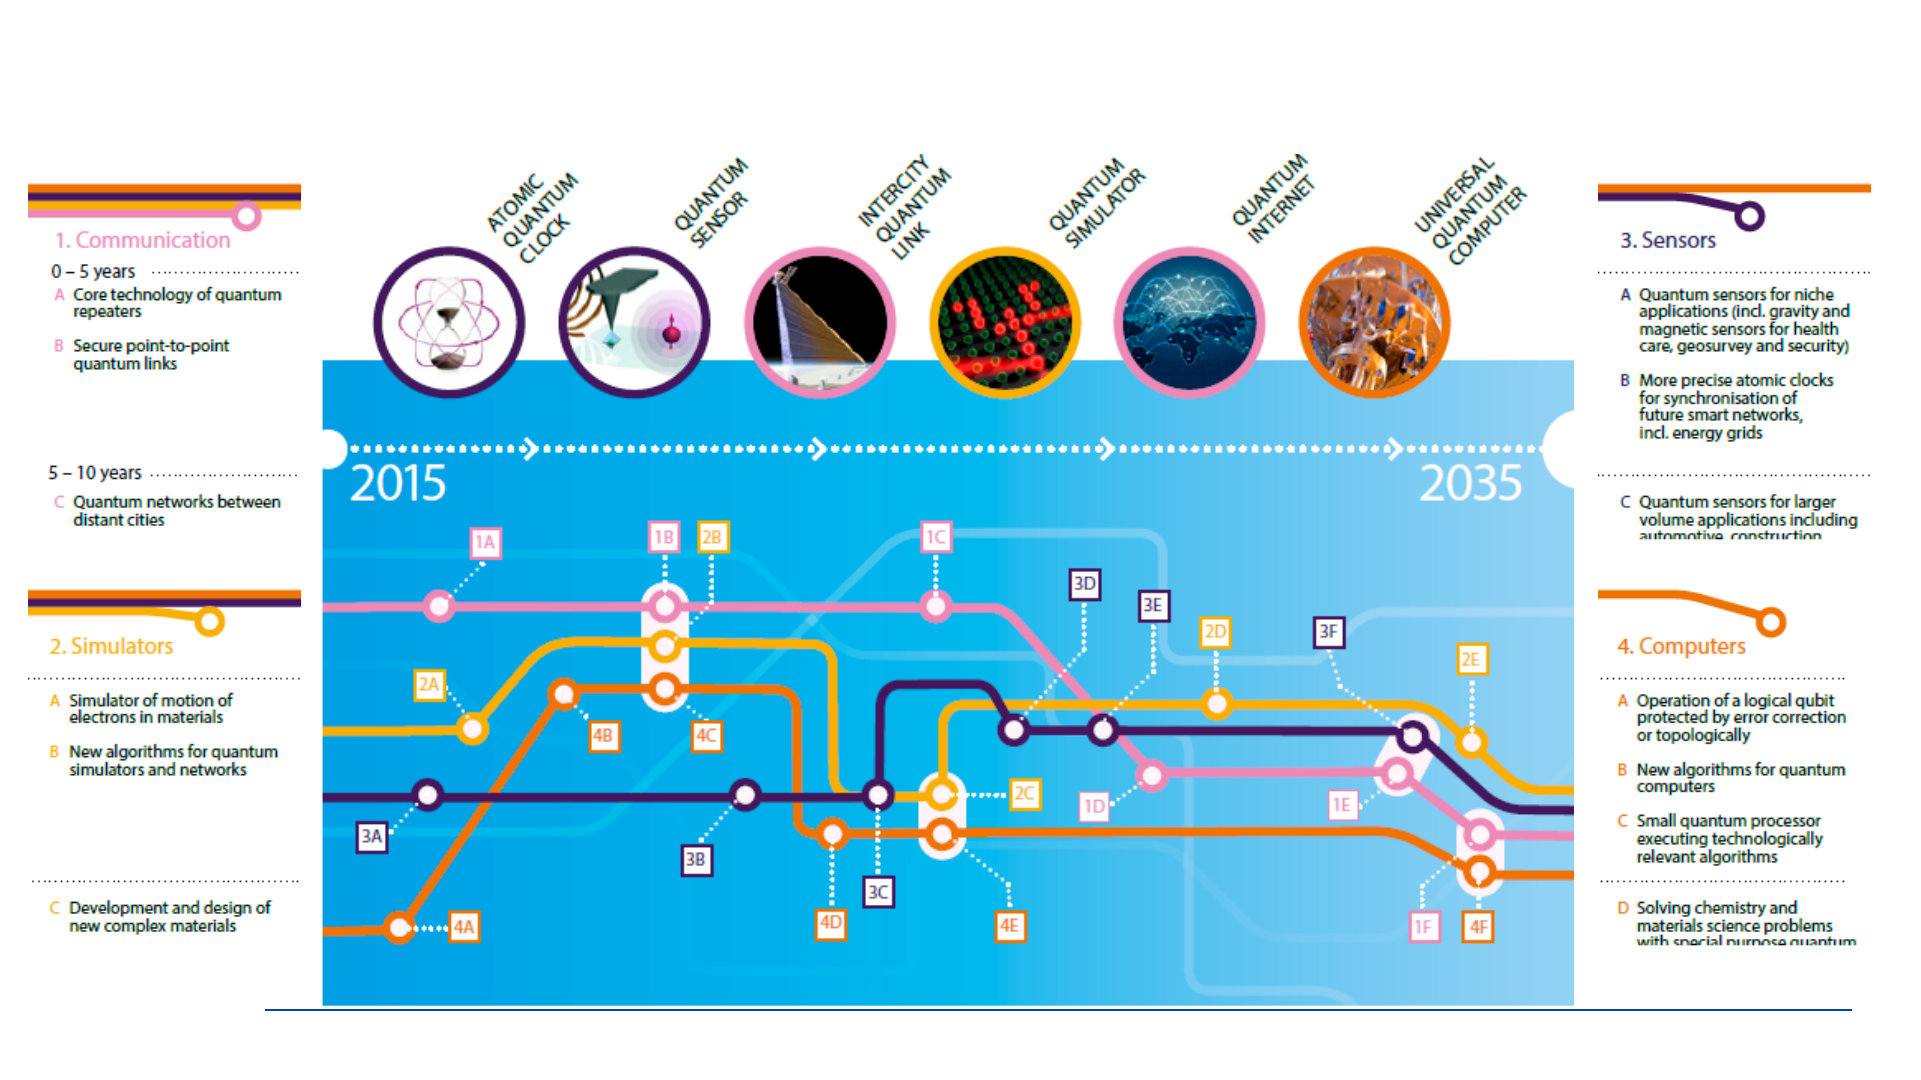 ATOMIC
QUANTUM
CLOCK
QUANTUM
SENSOR
INTERCITY
QUANTUM
LINK
QUANTUM
SIMULATOR
QUANTUM
INTERNET
UNIVERSAL
QUANTUM
COMPUTER
1. Communication
0 – 5 years
A Core technology of quantum
repeaters
B Secure point-to-point
quantum links
5 – 10 years
C Quantum networks between
distant cities
2. Simulators
A Simulator of motion of
electrons in materials
B New algorithms for quantum
simulators and networks
C Development and design of
new complex materials
2015
2035
1A
1B
2B
1C
3D
3E
2D
3F
2E
2A
4B
4C
2C
1D
1E
3A
3B
3C
4A
4D
4E
1F
4F
3. Sensors
A Quantum sensors for niche
applications (incl. gravity and
magnetic sensors for health
care, geosurvey and security)
B More precise atomic clocks
for synchronisation of
future smart networks,
incl. energy grids
C Quantum sensors for larger
volume applications including
automotive, construction
4. Computers
A Operation of a logical qubit
protected by error correction
or topologically
B New algorithms for quantum
computers
C Small quantum processor
executing technologically
relevant algorithms
D Solving chemistry and
materials science problems
with special purpose quantum